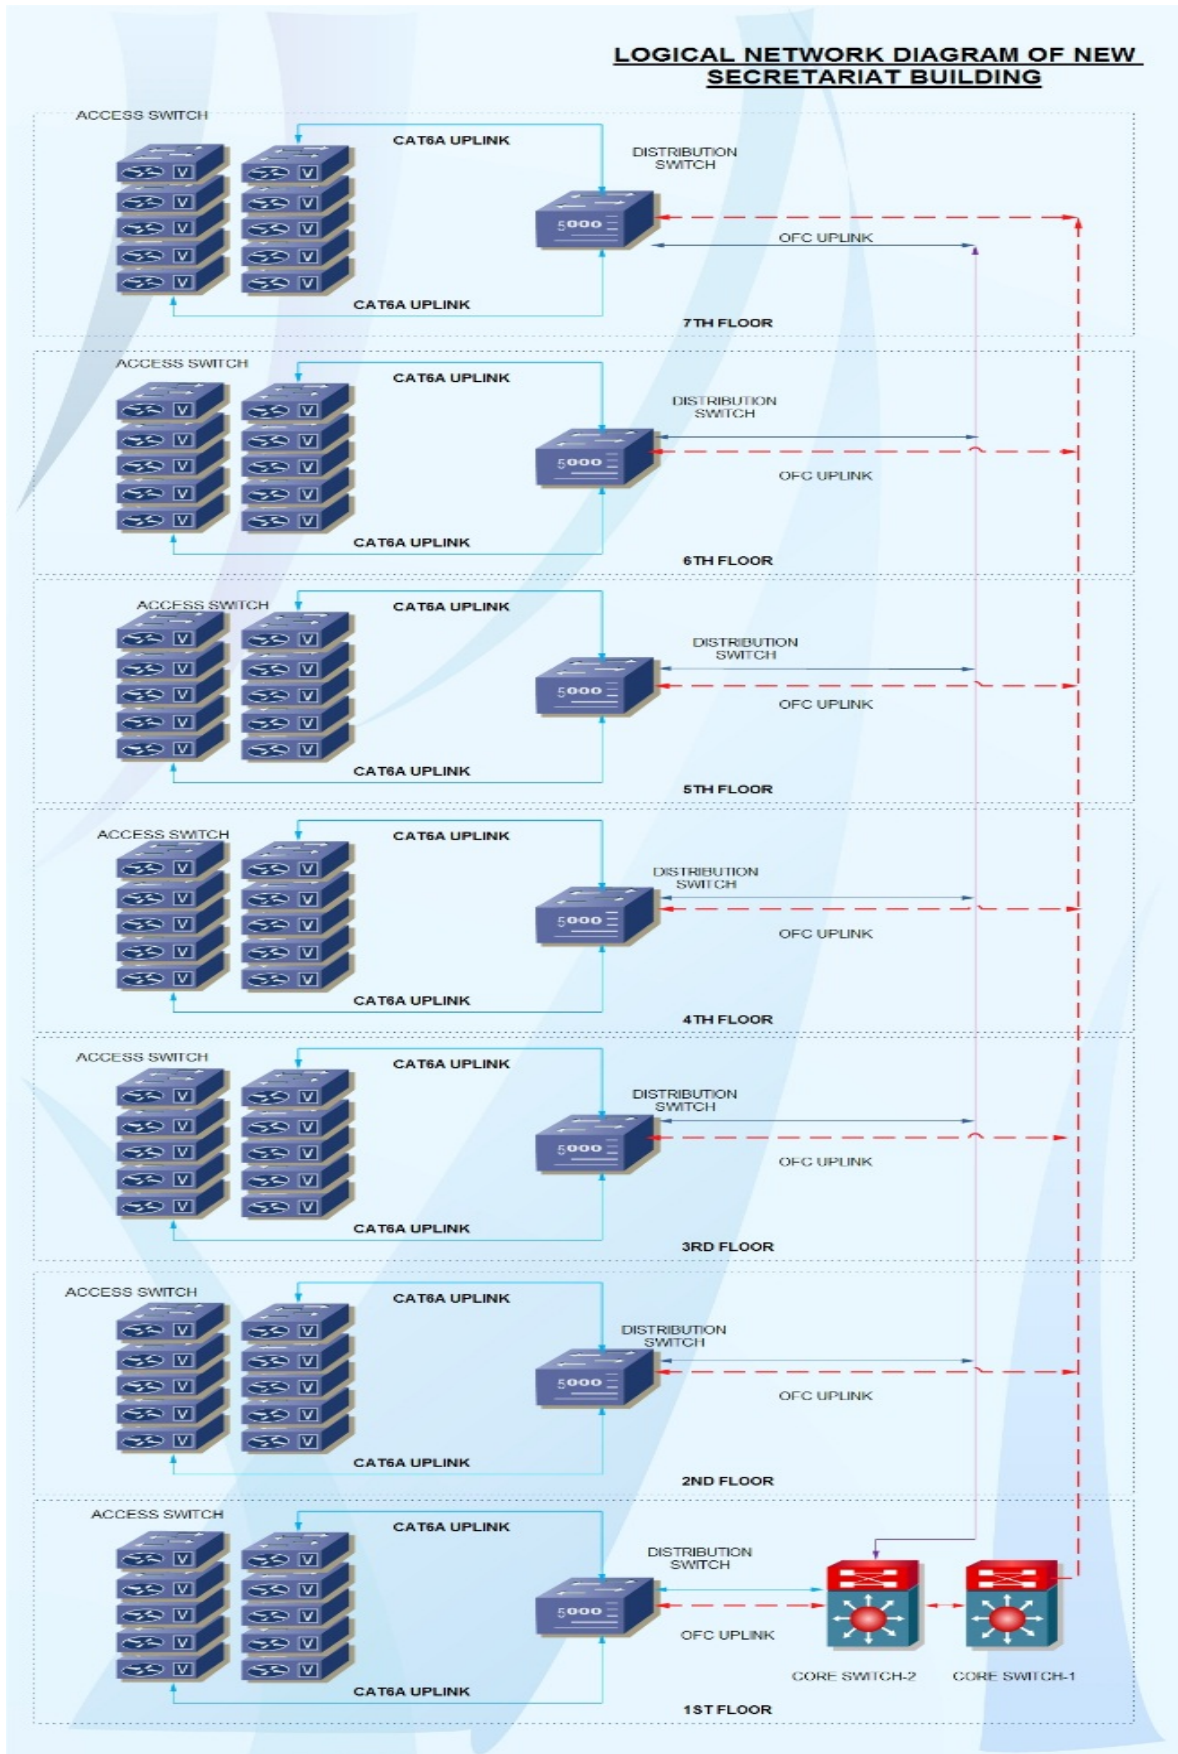 LOGICAL NETWORK DIAGRAM OF NEW
SECRETARIAT BUILDING
ACCESS SWITCH
CAT6A UPLINK
DISTRIBUTION
SWITCH
V V
V V
V V
V V
V V
5000
OFC UPLINK
CAT6A UPLINK
7TH FLOOR
ACCESS SWITCH
CAT6A UPLINK
DISTRIBUTION
SWITCH
V V
V V
V V
V V
V V
5000
OFC UPLINK
CAT6A UPLINK
6TH FLOOR
ACCESS SWITCH
CAT6A UPLINK
DISTRIBUTION
SWITCH
V V
V V
V V
V V
V V
5000
OFC UPLINK
CAT6A UPLINK
5TH FLOOR
ACCESS SWITCH
CAT6A UPLINK
DISTRIBUTION
SWITCH
V V
V V
V V
V V
V V
5000
OFC UPLINK
CAT6A UPLINK
4TH FLOOR
ACCESS SWITCH
CAT6A UPLINK
DISTRIBUTION
SWITCH
V V
V V
V V
V V
V V
5000
OFC UPLINK
CAT6A UPLINK
3RD FLOOR
ACCESS SWITCH
CAT6A UPLINK
DISTRIBUTION
SWITCH
V V
V V
V V
V V
V V
5000
OFC UPLINK
CAT6A UPLINK
2ND FLOOR
ACCESS SWITCH
CAT6A UPLINK
DISTRIBUTION
SWITCH
V V
V V
V V
V V
V V
5000
OFC UPLINK
CORE SWITCH-2
CORE SWITCH-1
CAT6A UPLINK
1ST FLOOR